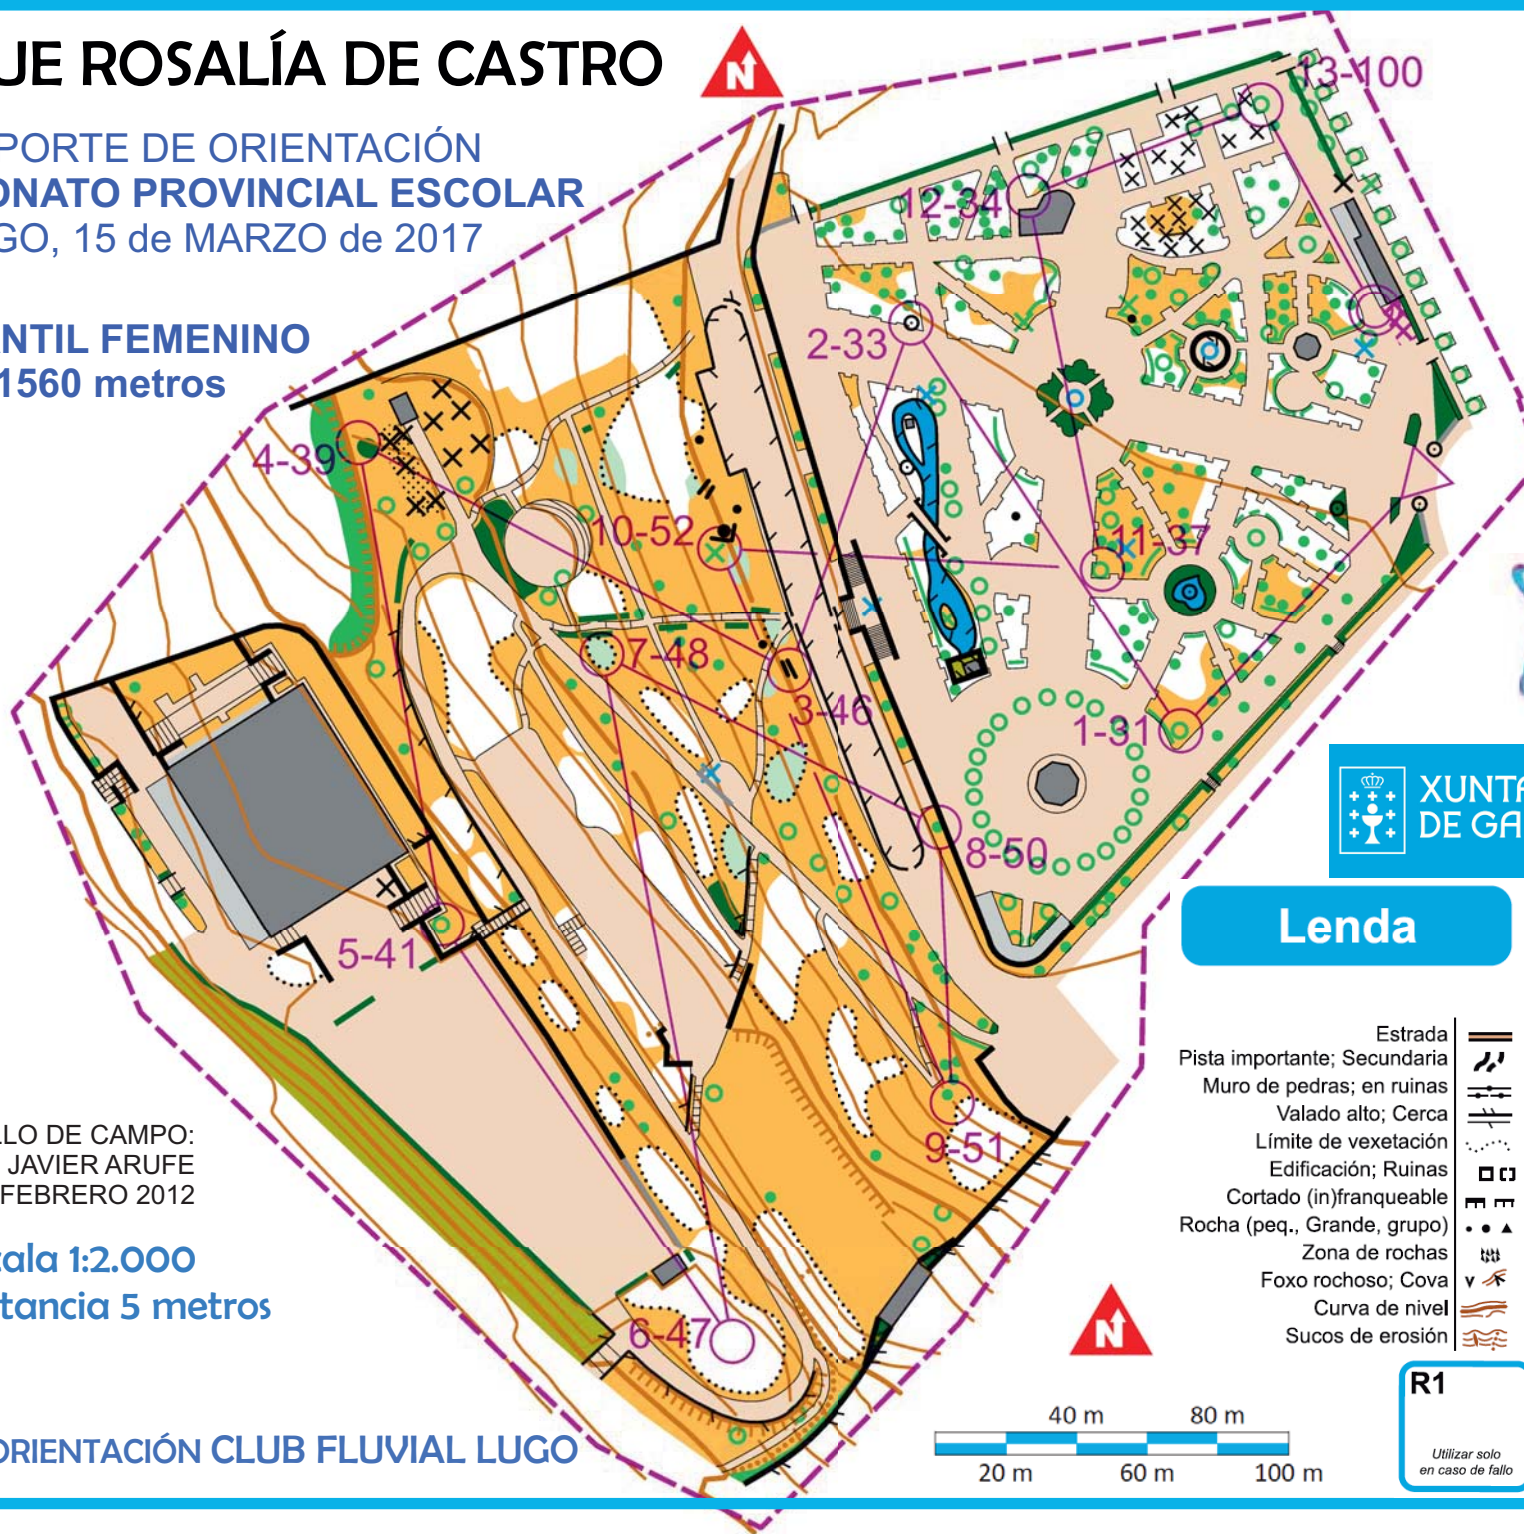 UE ROSALÍA DE CASTRO
N
PORTE DE ORIENTACIÓN
ONATO PROVINCIAL ESCOLAR
GO, 15 de MARZO de 2017
ANTIL FEMENINO
1560 metros
13-100
12-34
2-33
4-39
10-52
11-37
7-48
3-46
1-31
8-50
5-41
9-51
6-47
XUNTA
DE GA
Lenda
Estrada
Pista importante; Secundaria
Muro de pedras; en ruinas
Valado alto; Cerca
Límite de vexetación
Edificación; Ruinas
Cortado (in)franqueable
Rocha (peq., Grande, grupo)
Zona de rochas
Foxo rochoso; Cova
Curva de nivel
Sucos de erosión
LLO DE CAMPO:
JAVIER ARUFE
FEBRERO 2012
cala 1:2.000
tancia 5 metros
N
R1
Utilizar solo
en caso de fallo
40 m 80 m
20 m 60 m 100 m
ORIENTACIÓN CLUB FLUVIAL LUGO